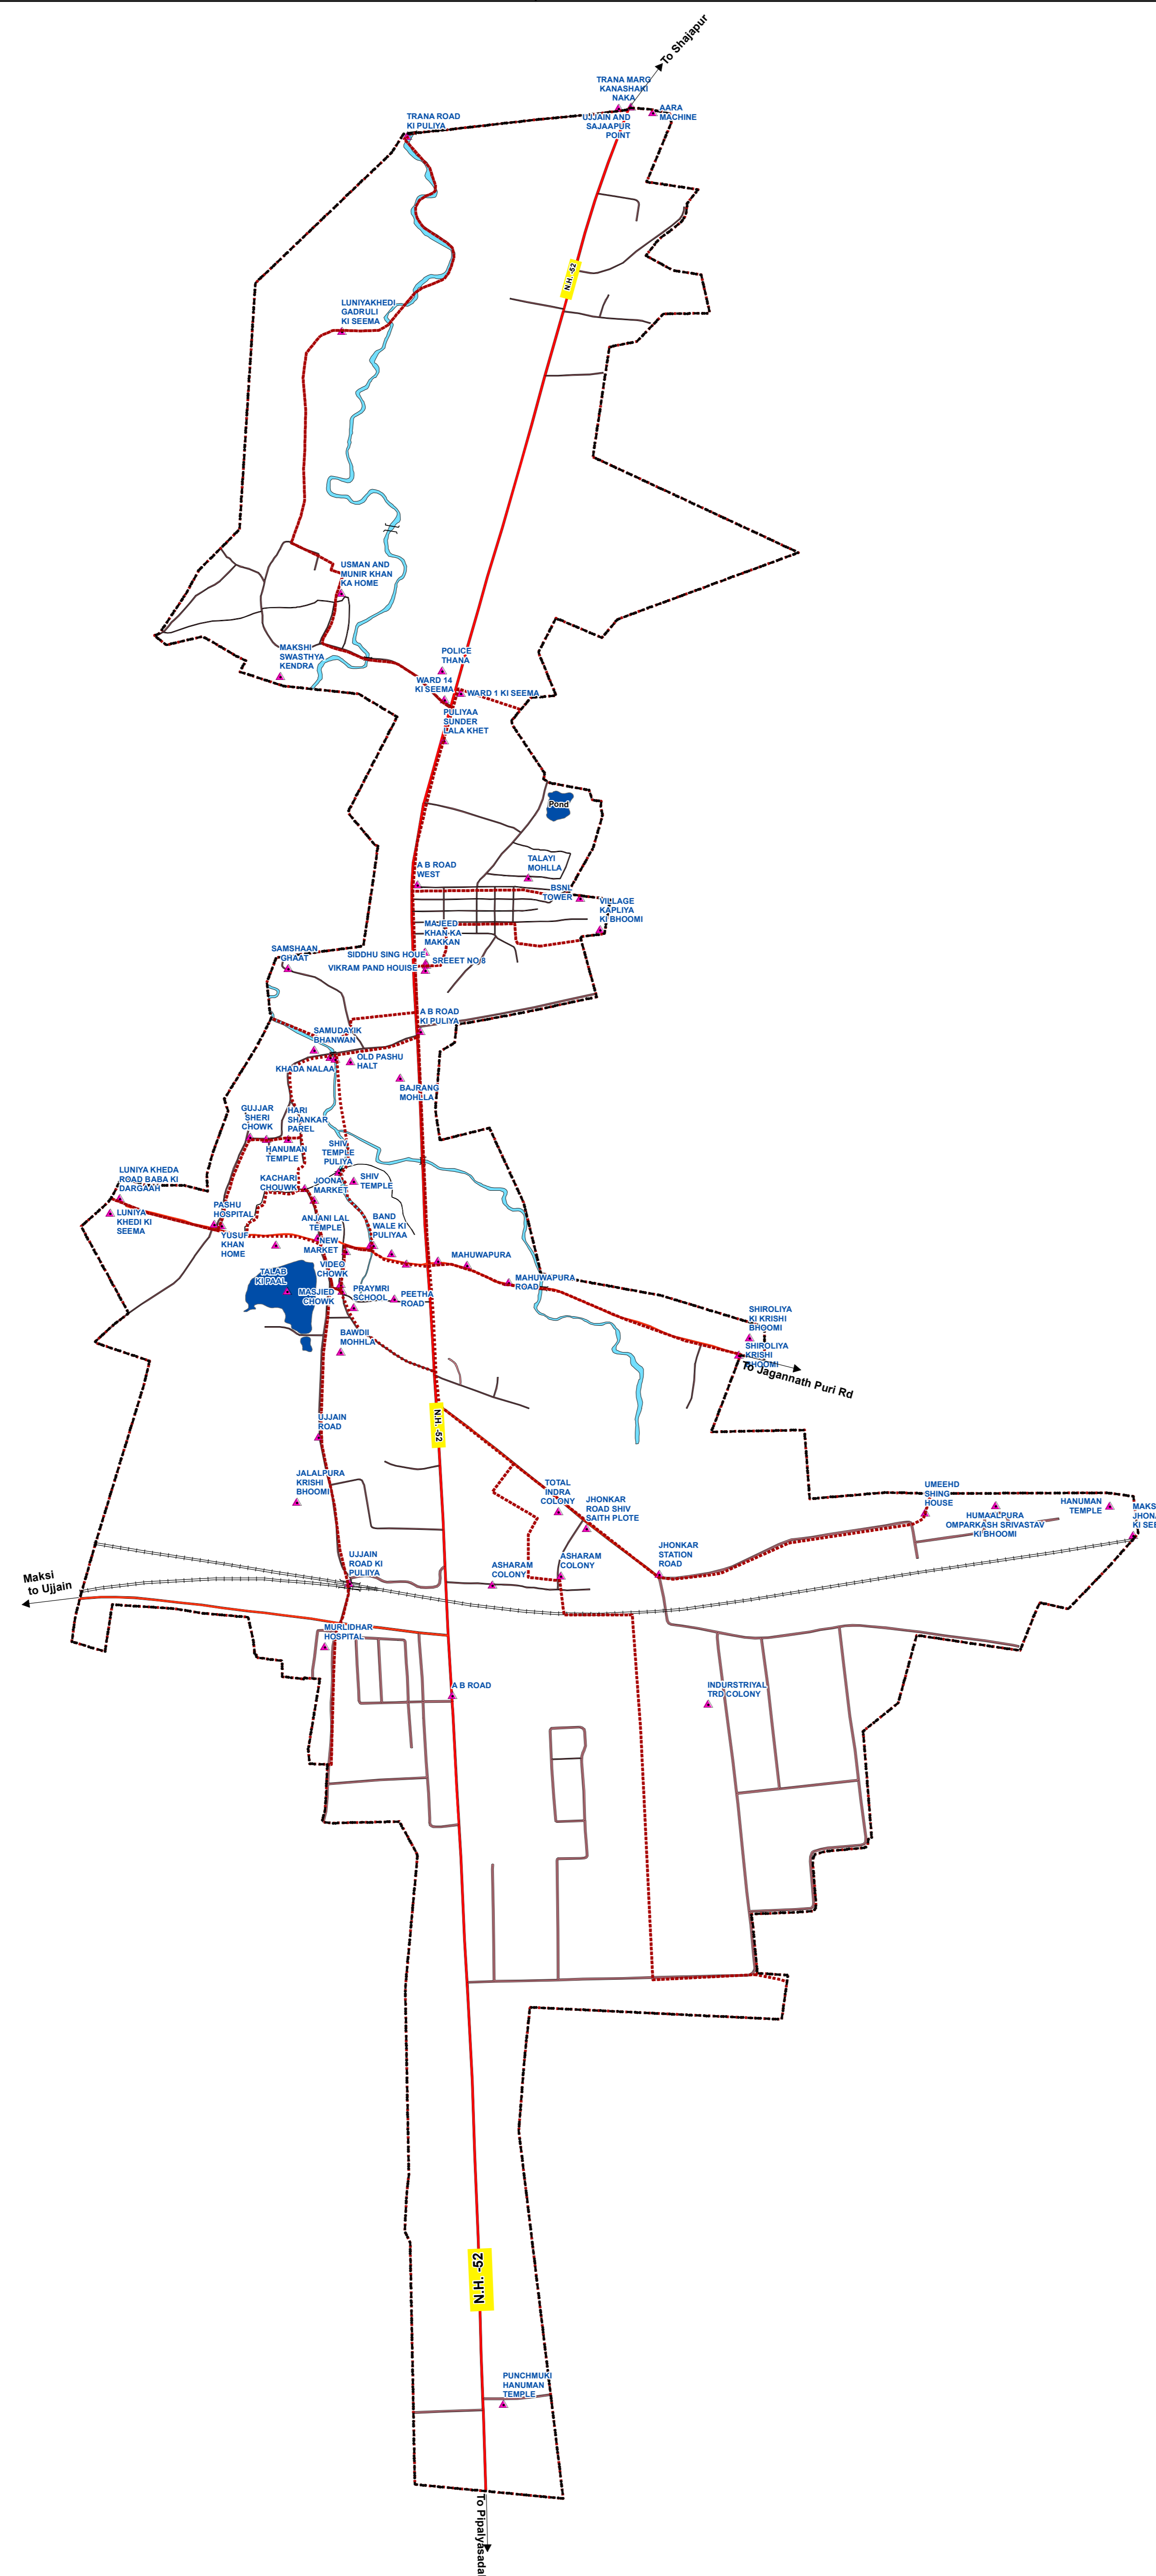 To Shajapur
TRANA MARG
KANASHAKI
NAKA
AARA
MACHINE
UJJAIN AND
SAJAAPUR
POINT
TRANA ROAD
KI PULIYA
N.H. -52
LUNIYAKHEDI
GADRULI
KI SEEMA
USMAN AND
MUNIR KHAN
KA HOME
MAKSHI
SWASTHYA
KENDRA
POLICE
THANA
WARD 14
KI SEEMA
WARD 1 KI SEEMA
PULIYAA
SUNDER
LALA KHET
Pond
A B ROAD
WEST
TALAYI
MOHLLA
BSNL
TOWER
VILLAGE
KAPLIYA
KI BHOOMI
MAJEED
KHAN KA
MAKKAN
SAMSHAAN
GHAAT
SIDDHU SING HOUE
SREEET NO 8
VIKRAM PAND HOUISE
A B ROAD
KI PULIYA
SAMUDAYIK
BHANWAN
OLD PASHU
HALT
KHADA NALAA
BAJRANG
MOHLLA
GUJJAR
SHERI
CHOWK
HARI
SHANKAR
PAREL
HANUMAN
TEMPLE
SHIV
TEMPLE
PULIYA
LUNIYA KHEDA
ROAD BABA KI
DARGAAH
KACHARI
CHOUWK
JOONA
MARKET
SHIV
TEMPLE
LUNIYA
KHEDI KI
SEEMA
PASHU
HOSPITAL
YUSUF
KHAN
HOME
ANJANI LAL
TEMPLE
BAND
WALE KI
PULIYAA
NEW
MARKET
MAHUWAPURA
VIDEO
CHOWK
TALAB
KI PAAL
MAHUWAPURA
ROAD
MASJIED
CHOWK
PRAYMRI
SCHOOL
PEETHA
ROAD
SHIROLIYA
KI KRISHI
BHOOMI
BAWDII
MOHHLA
SHIROLIYA
KRISHI
BHOOMI
To Jagannath Puri Rd
UJJAIN
ROAD
N.H. -52
JALALPURA
KRISHI
BHOOMI
TOTAL
INDRA
COLONY
JHONKAR
ROAD SHIV
SAITH PLOTE
UMEEHD
SHING
HOUSE
HUMAALPURA
OMPARKASH SRIVASTAV
KI BHOOMI
HANUMAN
TEMPLE
MAKS
JHONA
KI SEE
JHONKAR
STATION
ROAD
UJJAIN
ROAD KI
PULIIYA
ASHARAM
COLONY
ASHARAM
COLONY
Maksi
to Ujjain
MURLIDHAR
HOSPITAL
A B ROAD
INDURSTRIYAL
TRD COLONY
N.H. -52
PUNCHMUKI
HANUMAN
TEMPLE
To Pipalyasadal